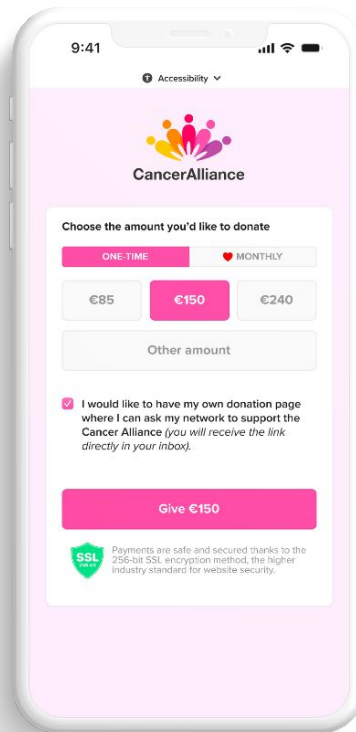 9:41
Accessibility
CancerAlliance
Choose the amount you'd like to donate
ONE-TIME
MONTHLY
€85
€150
€240
Other amount
I would like to have my own donation page
where I can ask my network to support the
Cancer Alliance (you will receive the link
directly in your inbox).
Give €150
SSL
256 Bit
Payments are safe and secured thanks to the
256-bit SSL encryption method, the higher
industry standard for website security.